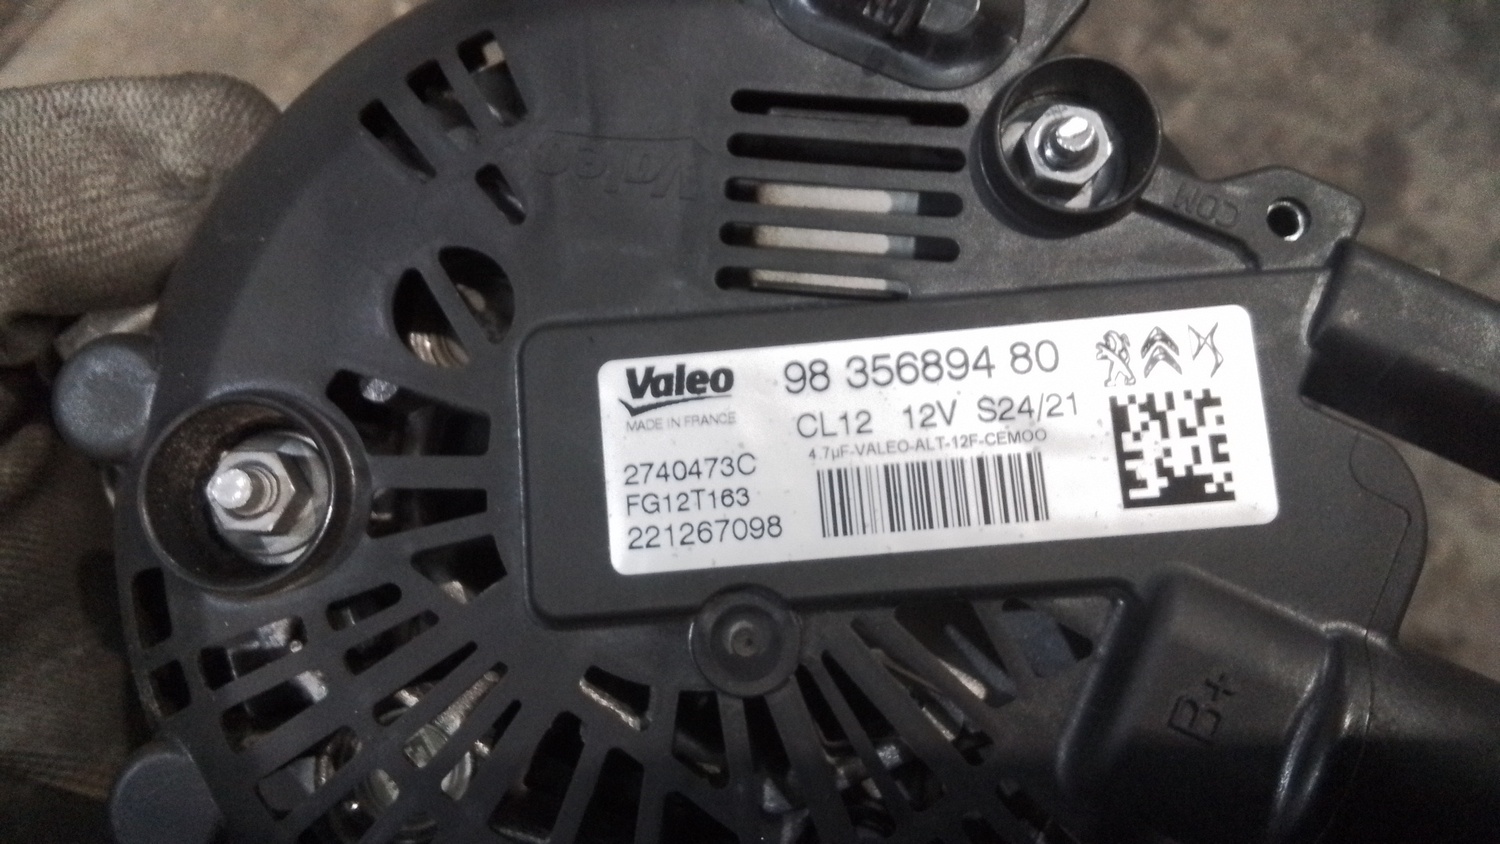 Valeo
COM
Valeo
MADE IN FRANCE
2740473C
FG12T163
221267098
98 356894 80
CL12 12V S24/21
4.7µF-VALEO-ALT-12F-CEMOO
B+